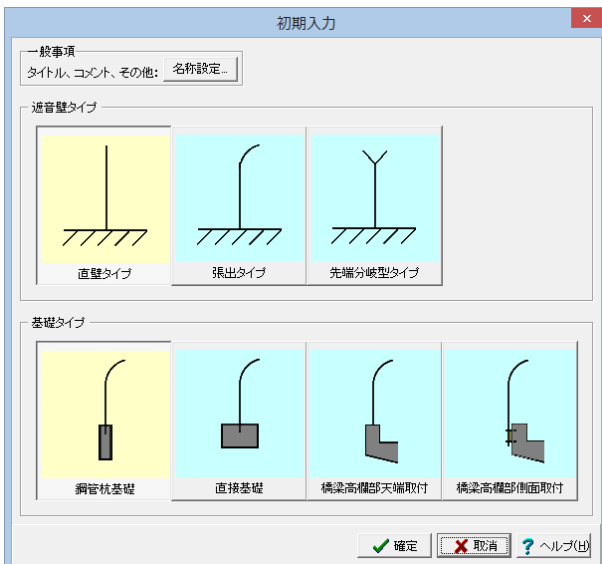 初期入力
一般事項
タイトル、コメント、その他: 名称設定...
遮音壁タイプ
直壁タイプ 張出タイプ 先端分岐型タイプ
基礎タイプ
鋼管杭基礎 直接基礎 橋梁高欄部天端取付 橋梁高欄部側面取付
確定 取消 ? ヘルプ(H)